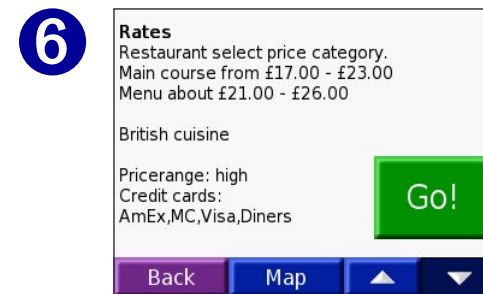 6
Rates
Restaurant select price category.
Main course from £17.00 - £23.00
Menu about £21.00 - £26.00
British cuisine
Pricerange: high
Credit cards:
AmEx,MC,Visa,Diners
Go!
Back Map